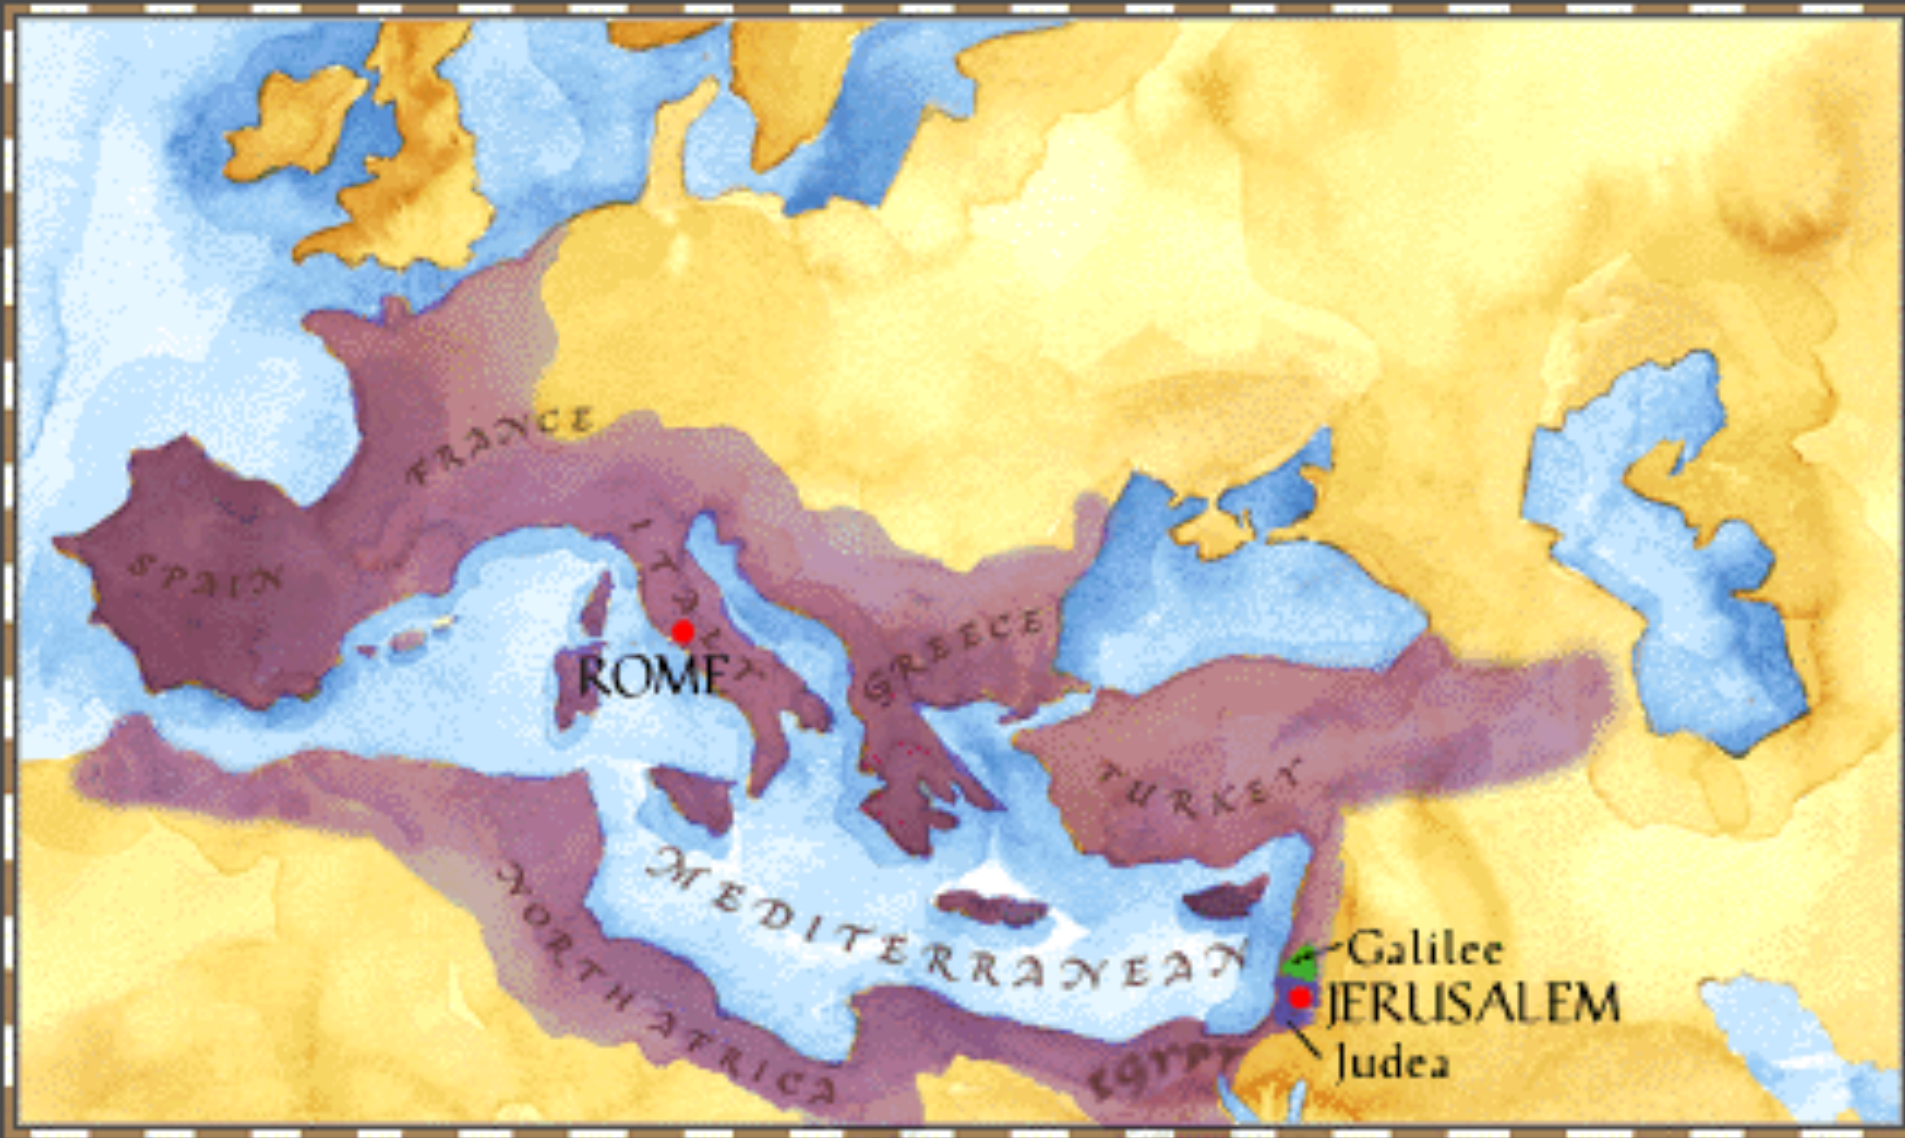 FRANCE
SPAIN
ITALY
ROME
GREECE
TURKEY
MEDITERRANEAN
NORTH AFRICA
EGYPT
Galilee
JERUSALEM
Judea